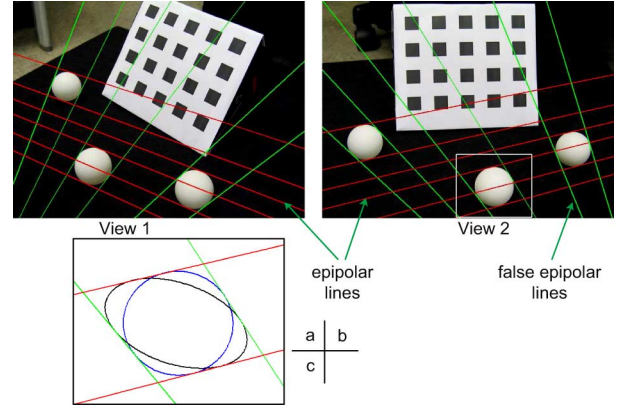 View 1
View 2
epipolar
lines
false epipolar
lines
a b
c